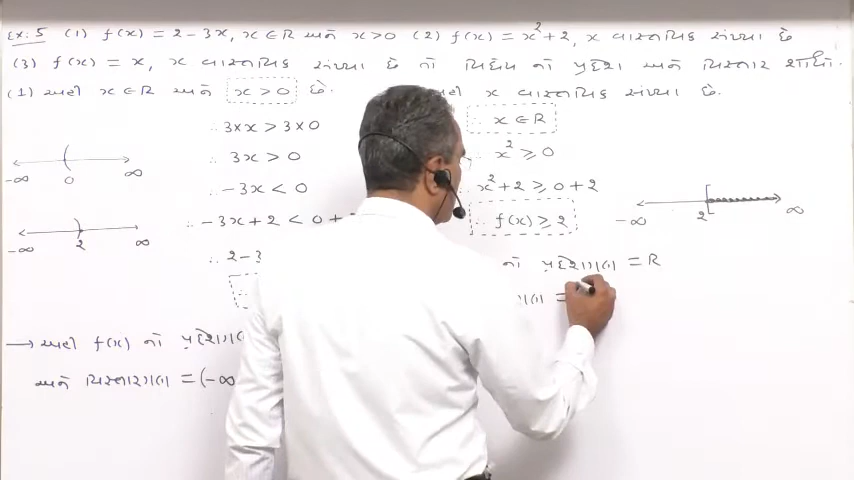 Ex: 5 (1) f(x) = 2 - 3x, x ∈ R અને x > 0 (2) f(x) = x² + 2, x વાસ્તવિક સંખ્યા છે
(3) f(x) = x, x વાસ્તવિક સંખ્યા છે તો વિધેય નો પ્રદેશ અને વિસ્તાર શોધો.
(1) અહીં x ∈ R અને x > 0 છે.
∴ 3 × x > 3 × 0
∴ 3x > 0
∴ -3x < 0
∴ -3x + 2 < 0 +
∴ 2 - 3
-∞ 0 ∞
-∞ 2 ∞
→ અહીં f(x) નો
અને વિસ્તારગણ = (-∞
x વાસ્તવિક સંખ્યા છે.
∴ x ∈ R
∴ x² ≥ 0
∴ x² + 2 ≥ 0 + 2
∴ f(x) ≥ 2
-∞ 2 ∞
નો પ્રદેશગણ = R